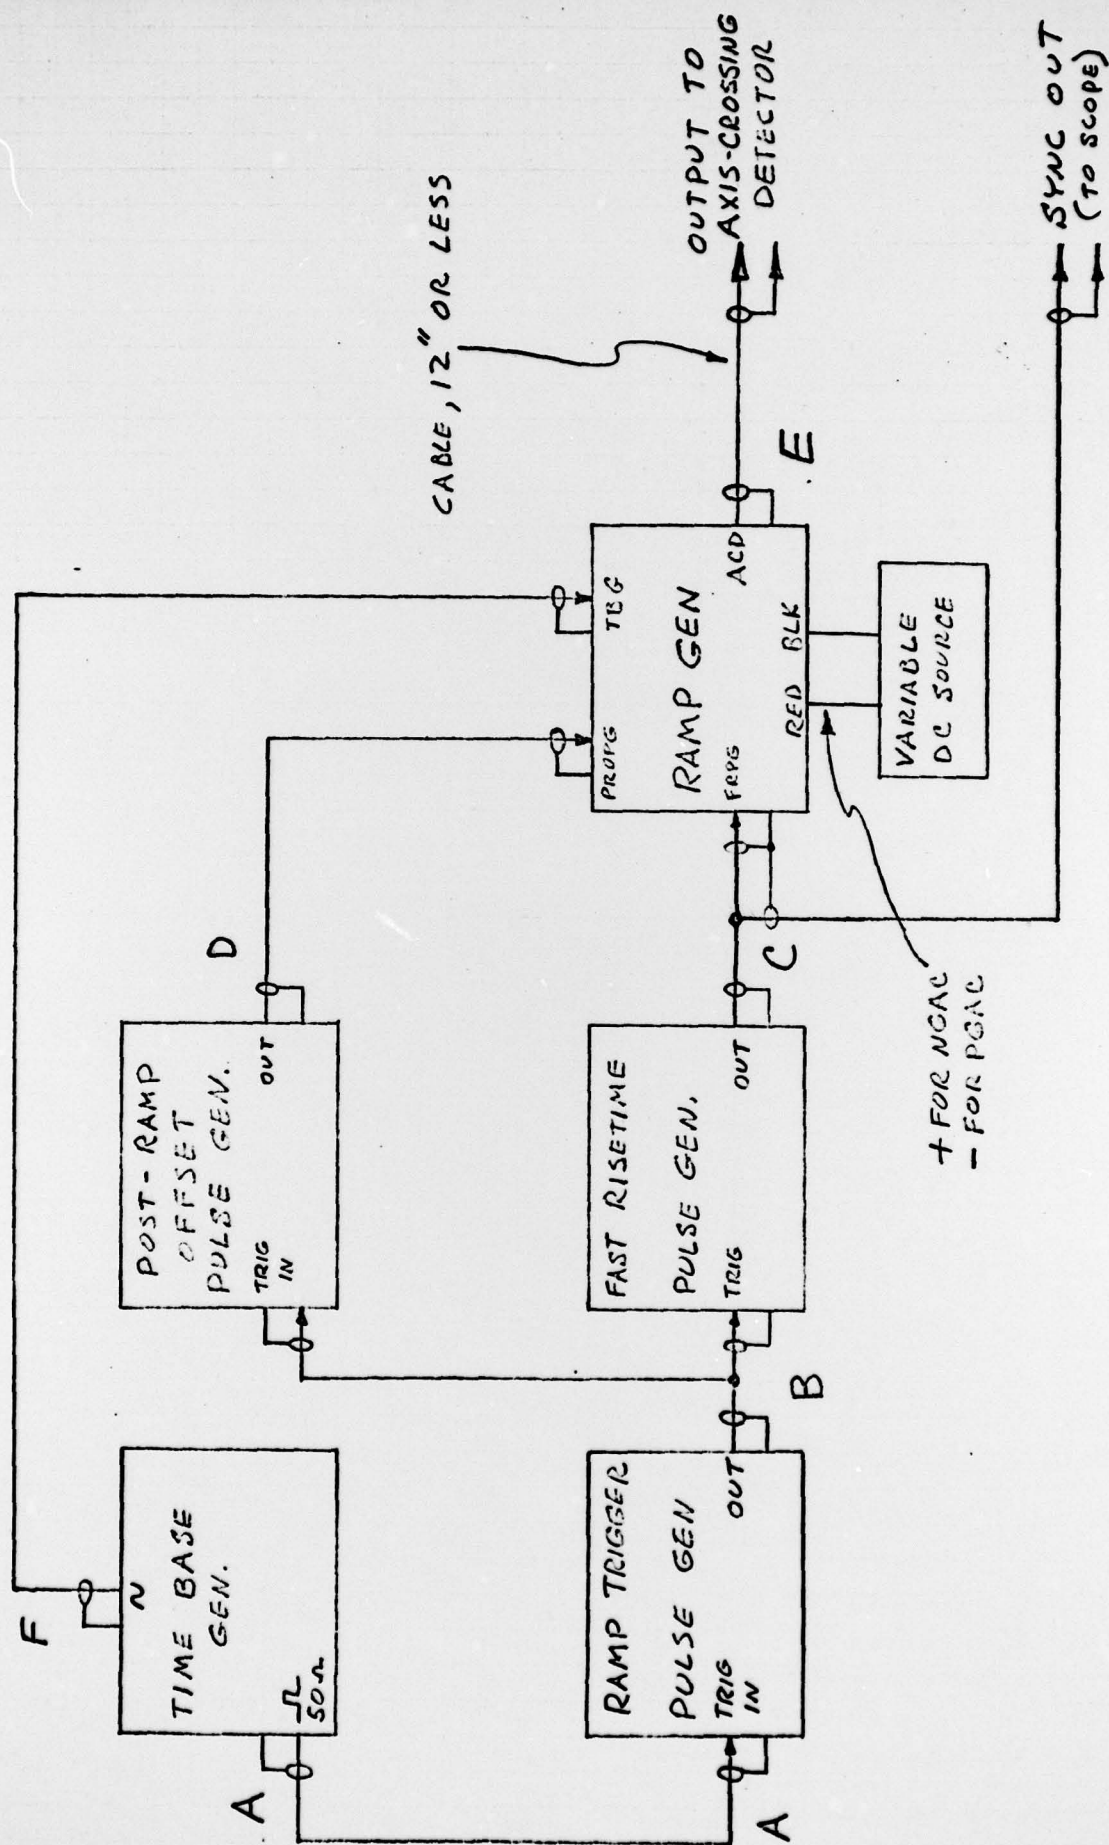 F
N
TIME BASE
GEN.
⎍
50 Ω
A
A
RAMP TRIGGER
PULSE GEN
TRIG
IN
OUT
B
POST-RAMP
OFFSET
PULSE GEN.
TRIG
IN
OUT
D
FAST RISETIME
PULSE GEN.
TRIG
OUT
C
PROPG
TBG
RAMP GEN
FRPG
ACD
RED
BLK
E
VARIABLE
DC SOURCE
+ FOR NGAC
- FOR PGAC
CABLE, 12" OR LESS
OUTPUT TO
AXIS-CROSSING
DETECTOR
SYNC OUT
(TO SCOPE)